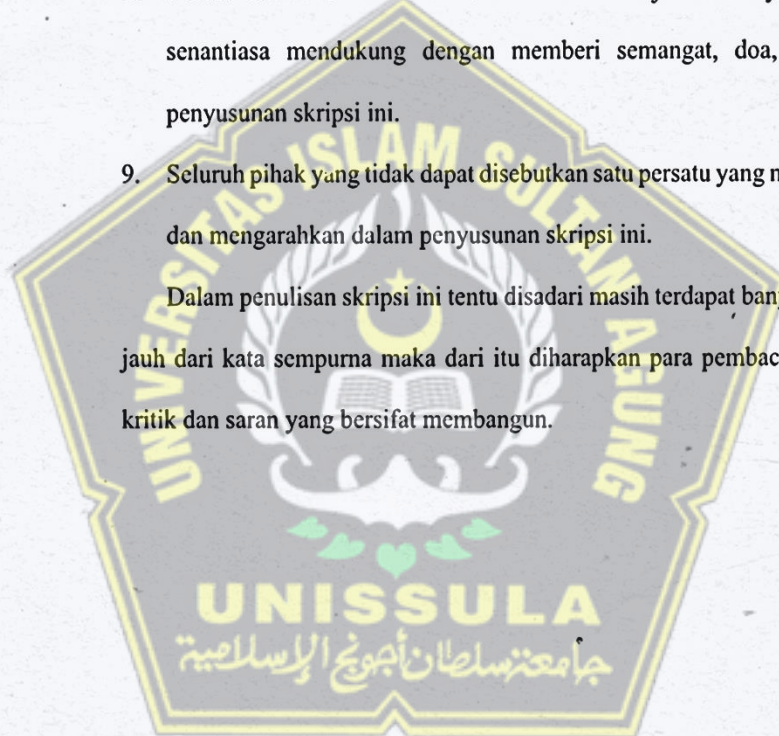 senantiasa mendukung dengan memberi semangat, doa,
penyusunan skripsi ini.
9. Seluruh pihak yang tidak dapat disebutkan satu persatu yang
dan mengarahkan dalam penyusunan skripsi ini.
Dalam penulisan skripsi ini tentu disadari masih terdapat
jauh dari kata sempurna maka dari itu diharapkan para
kritik dan saran yang bersifat membangun.
UNIVERSITAS ISLAM SULTAN AGUNG
UNISSULA
جامعتنسلطان أجونج الإسلامية